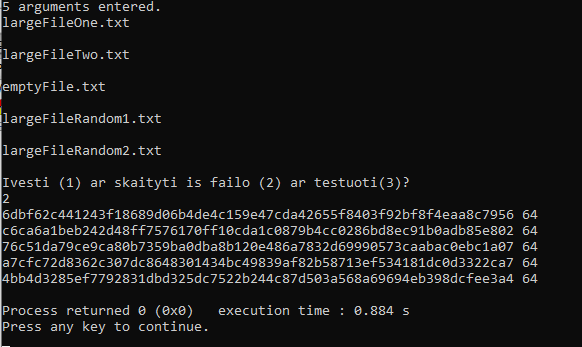 5 arguments entered.
largeFileOne.txt
largeFileTwo.txt
emptyFile.txt
largeFileRandom1.txt
largeFileRandom2.txt
Ivesti (1) ar skaityti is failo (2) ar testuoti(3)?
2
6dbf62c441243f18689d06b4de4c159e47cda42655f8403f92bf8f4eaa8c7956 64
c6ca6a1beb242d48ff7576170ff10cda1c0879b4cc0286bd8ec91b0adb85e802 64
76c51da79ce9ca80b7359ba0dba8b120e486a7832d69990573caabac0ebc1a07 64
a7cfc72d8362c307dc8648301434bc49839af82b58713ef534181dc0d3322ca7 64
4bb4d3285ef7792831dbd325dc7522b244c87d503a568a69694eb398dcfee3a4 64
Process returned 0 (0x0)   execution time : 0.884 s
Press any key to continue.